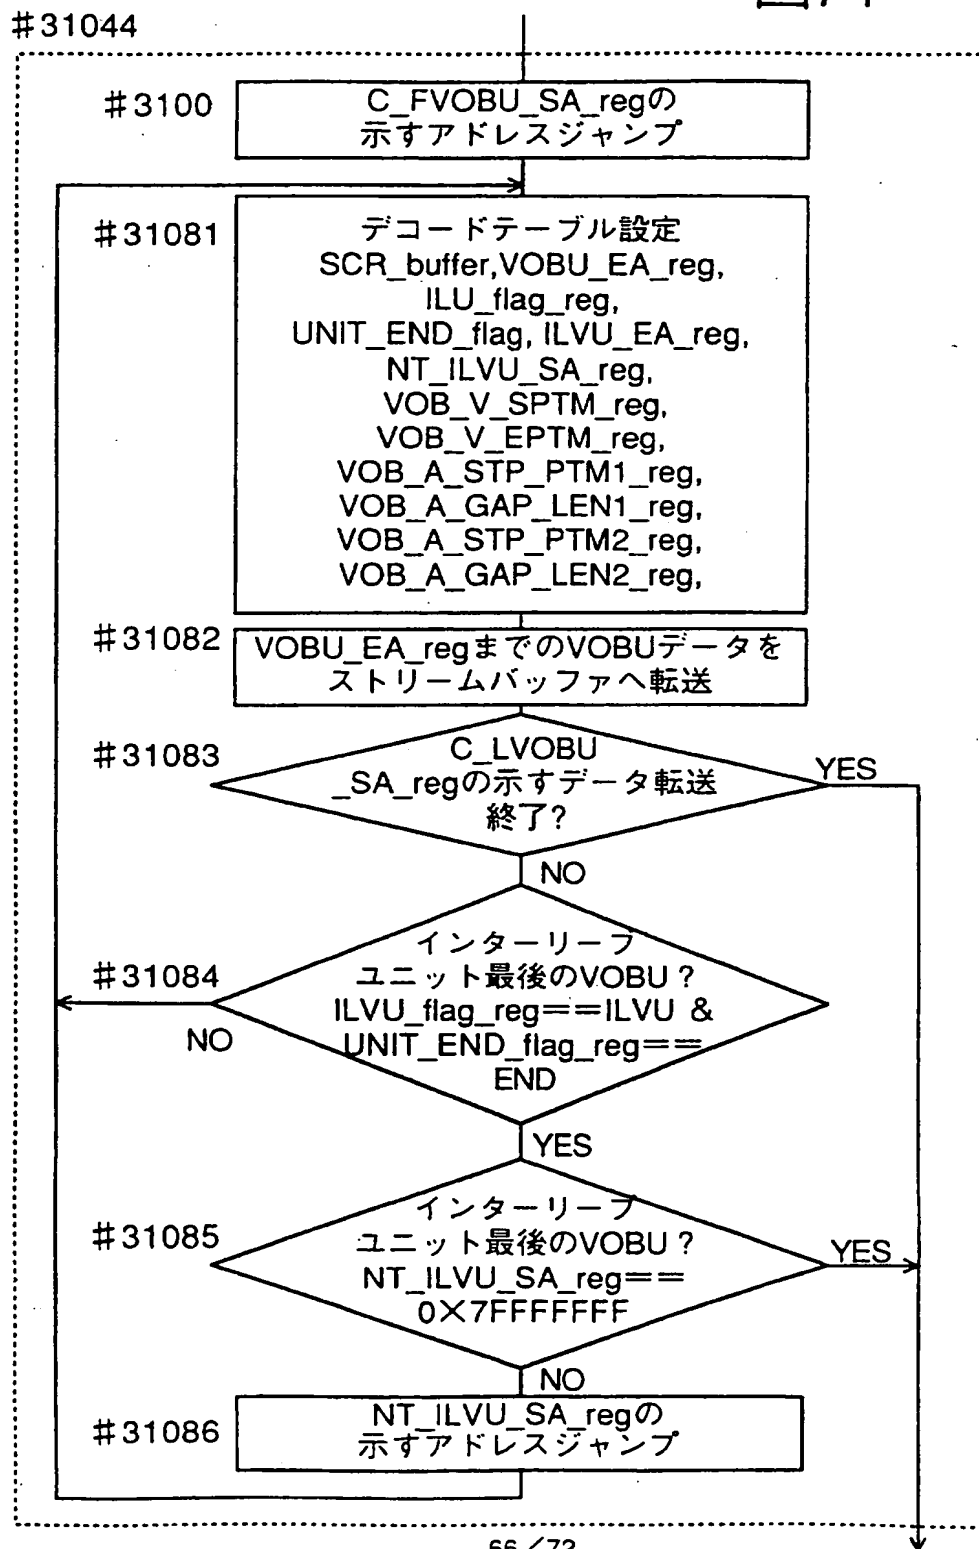 #31044
#3100
C_FVOBU_SA_regの
示すアドレスジャンプ
#31081
デコードテーブル設定
SCR_buffer,VOBU_EA_reg,
ILU_flag_reg,
UNIT_END_flag, ILVU_EA_reg,
NT_ILVU_SA_reg,
VOB_V_SPTM_reg,
VOB_V_EPTM_reg,
VOB_A_STP_PTM1_reg,
VOB_A_GAP_LEN1_reg,
VOB_A_STP_PTM2_reg,
VOB_A_GAP_LEN2_reg,
#31082
VOBU_EA_regまでのVOBUデータを
ストリームバッファへ転送
#31083
C_LVOBU
_SA_regの示すデータ転送
終了?
YES
NO
#31084
インターリーブ
ユニット最後のVOBU?
ILVU_flag_reg==ILVU &
UNIT_END_flag_reg==
END
NO
YES
#31085
インターリーブ
ユニット最後のVOBU?
NT_ILVU_SA_reg==
0×7FFFFFFF
YES
NO
#31086
NT_ILVU_SA_regの
示すアドレスジャンプ
66/72